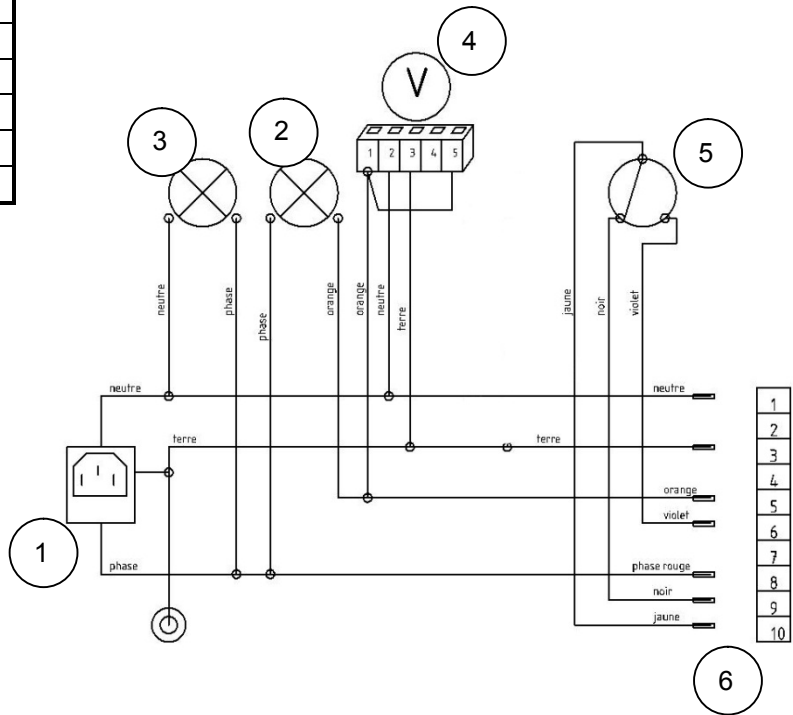 4
V
3
2
5
1 2 3 4 5
neutre
phase
phase
orange
orange
neutre
terre
jaune
noir
violet
neutre
neutre
1
2
terre
terre
3
4
orange
5
violet
6
1
7
phase
phase rouge
8
noir
9
jaune
10
6